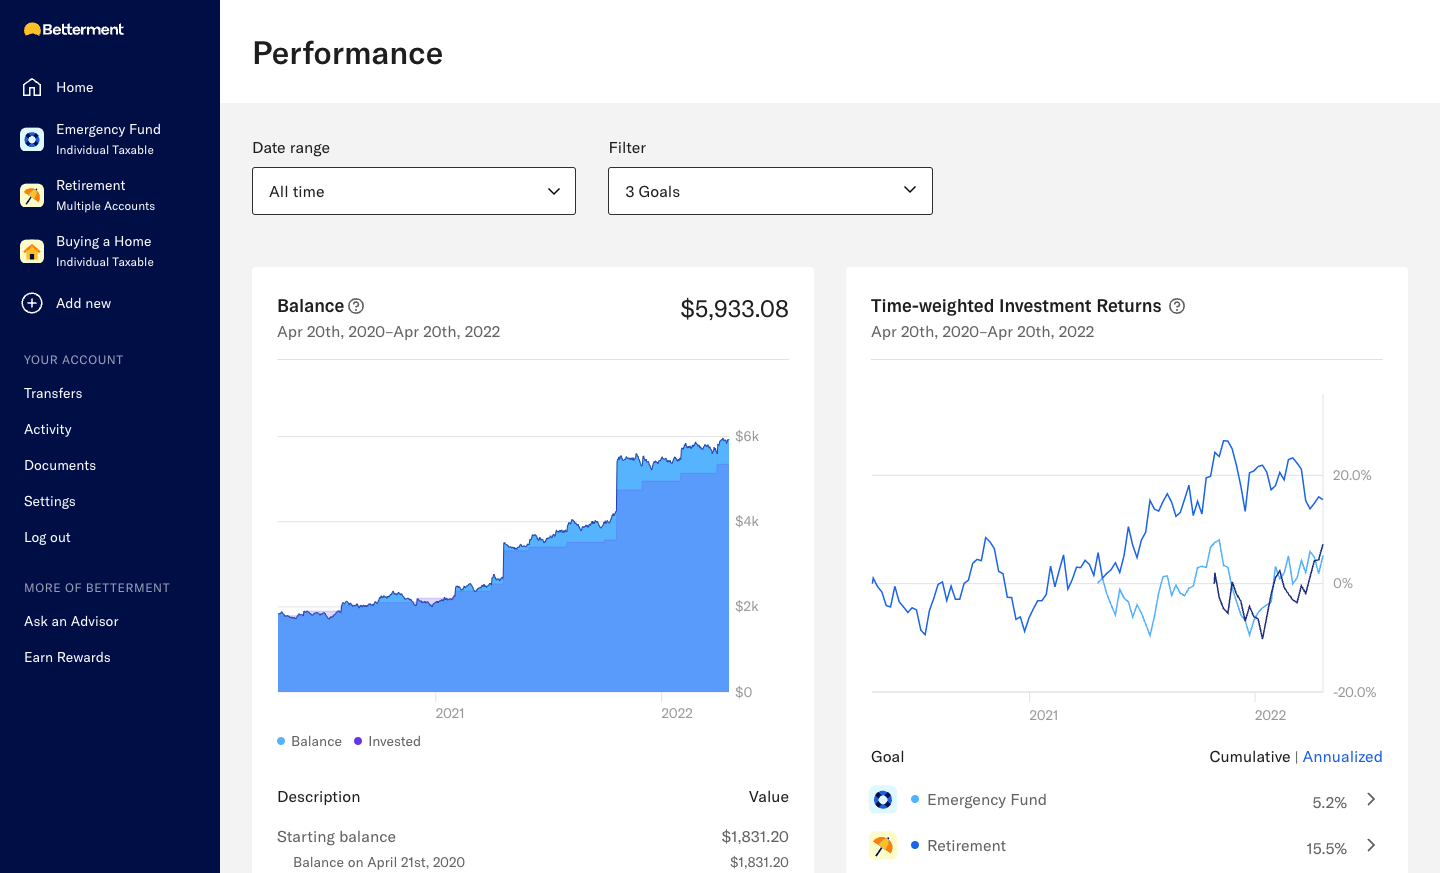 Betterment
Home
Emergency Fund
Individual Taxable
Retirement
Multiple Accounts
Buying a Home
Individual Taxable
Add new
YOUR ACCOUNT
Transfers
Activity
Documents
Settings
Log out
MORE OF BETTERMENT
Ask an Advisor
Earn Rewards
Performance
Date range
All time
Filter
3 Goals
Balance
$5,933.08
Apr 20th, 2020–Apr 20th, 2022
$6k
$4k
$2k
$0
2021 2022
Balance Invested
Description Value
Starting balance $1,831.20
Balance on April 21st, 2020 $1,831.20
Time-weighted Investment Returns
Apr 20th, 2020–Apr 20th, 2022
20.0%
0%
-20.0%
2021 2022
Goal Cumulative | Annualized
Emergency Fund 5.2%
Retirement 15.5%